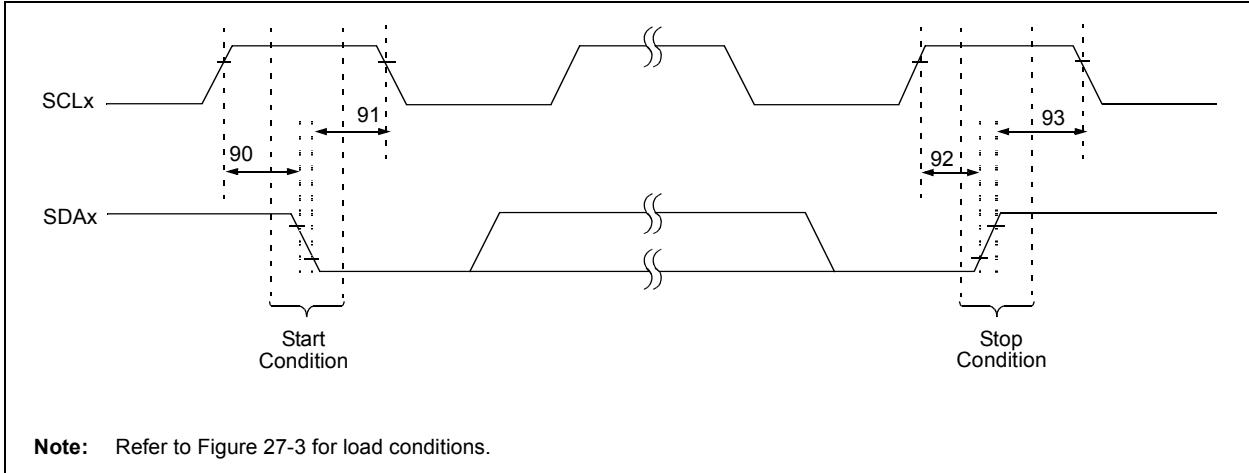 SCLx
91
93
90
92
SDAx
Start
Condition
Stop
Condition
Note: Refer to Figure 27-3 for load conditions.